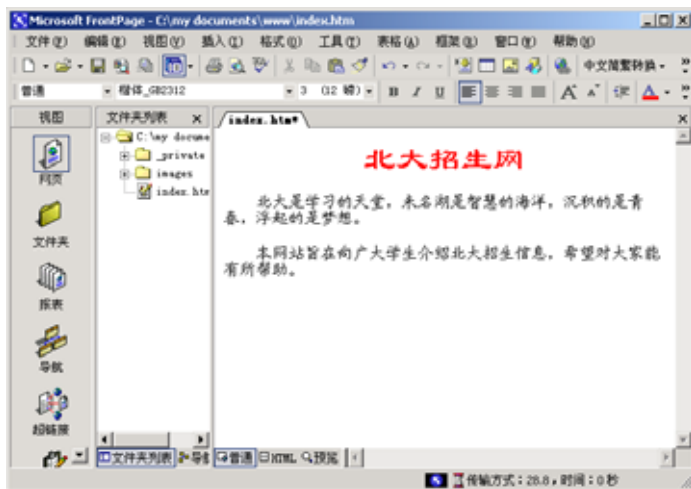 Microsoft FrontPage - C:\my documents\www\index.htm
文件(F) 编辑(E) 视图(V) 插入(I) 格式(O) 工具(T) 表格(A) 框架(R) 窗口(W) 帮助(H)
中文简繁转换
普通 楷体_GB2312 3 (12 磅) B I U A A A
视图 文件夹列表 × /index.htm*
C:\my docume
_private
images
index.htm
网页
文件夹
报表
导航
超链接
北大招生网
北大是学习的天堂,未名湖是智慧的海洋,沉积的是青
春,浮起的是梦想。
本网站旨在向广大学生介绍北大招生信息,希望对大家能
有所帮助。
文件夹列表 导航 普通 HTML 预览
传输方式:28.8,时间:0秒